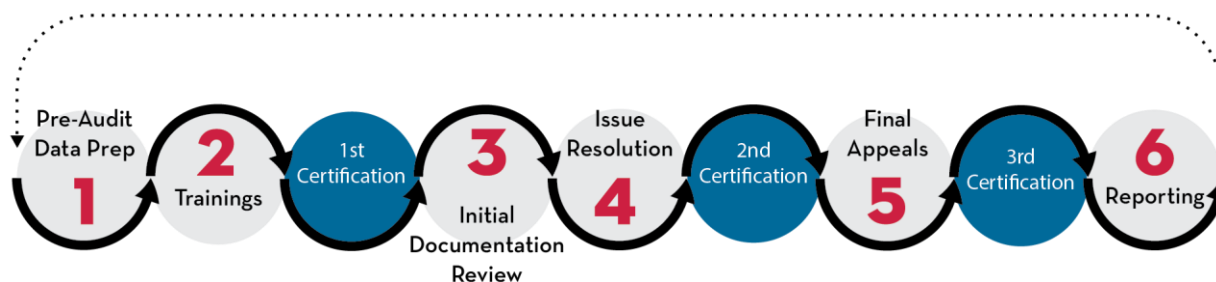 Pre-Audit
Data Prep
1
2
Trainings
1st
Certification
3
Initial
Documentation
Review
Issue
Resolution
4
2nd
Certification
Final
Appeals
5
3rd
Certification
6
Reporting